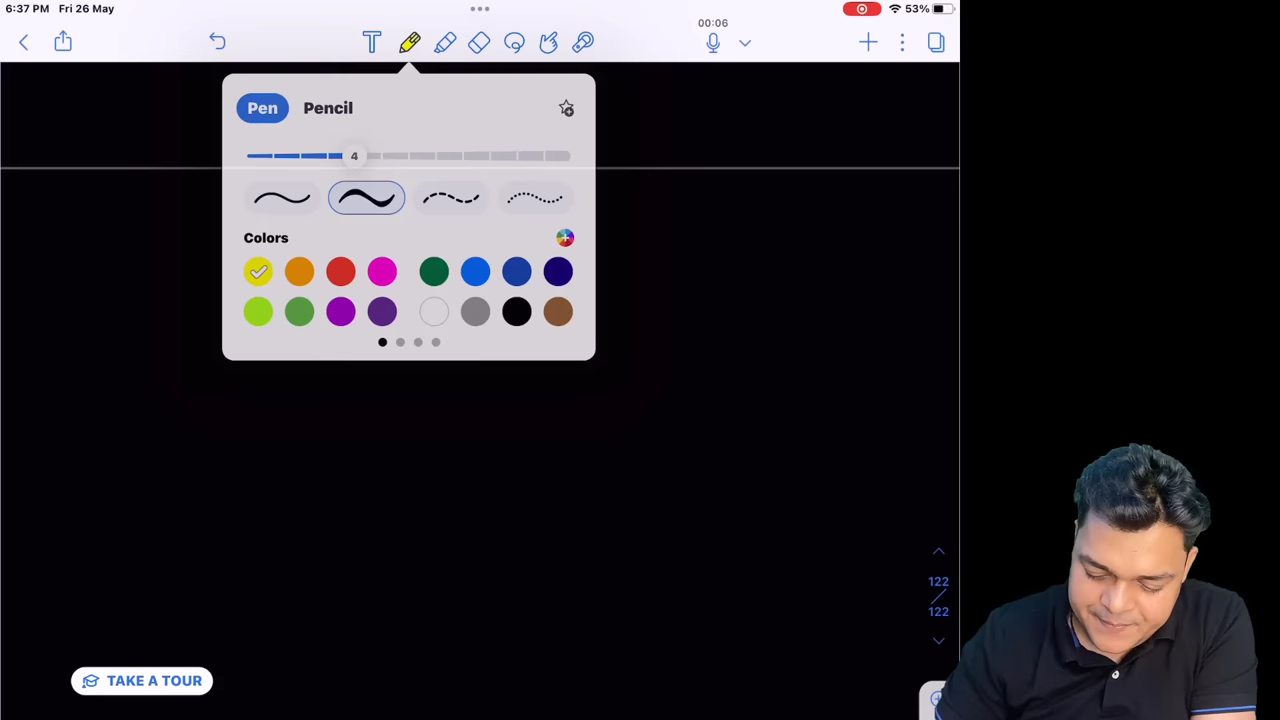 6:37 PM Fri 26 May
53%
00:06
T
Pen Pencil
4
Colors
122
122
TAKE A TOUR